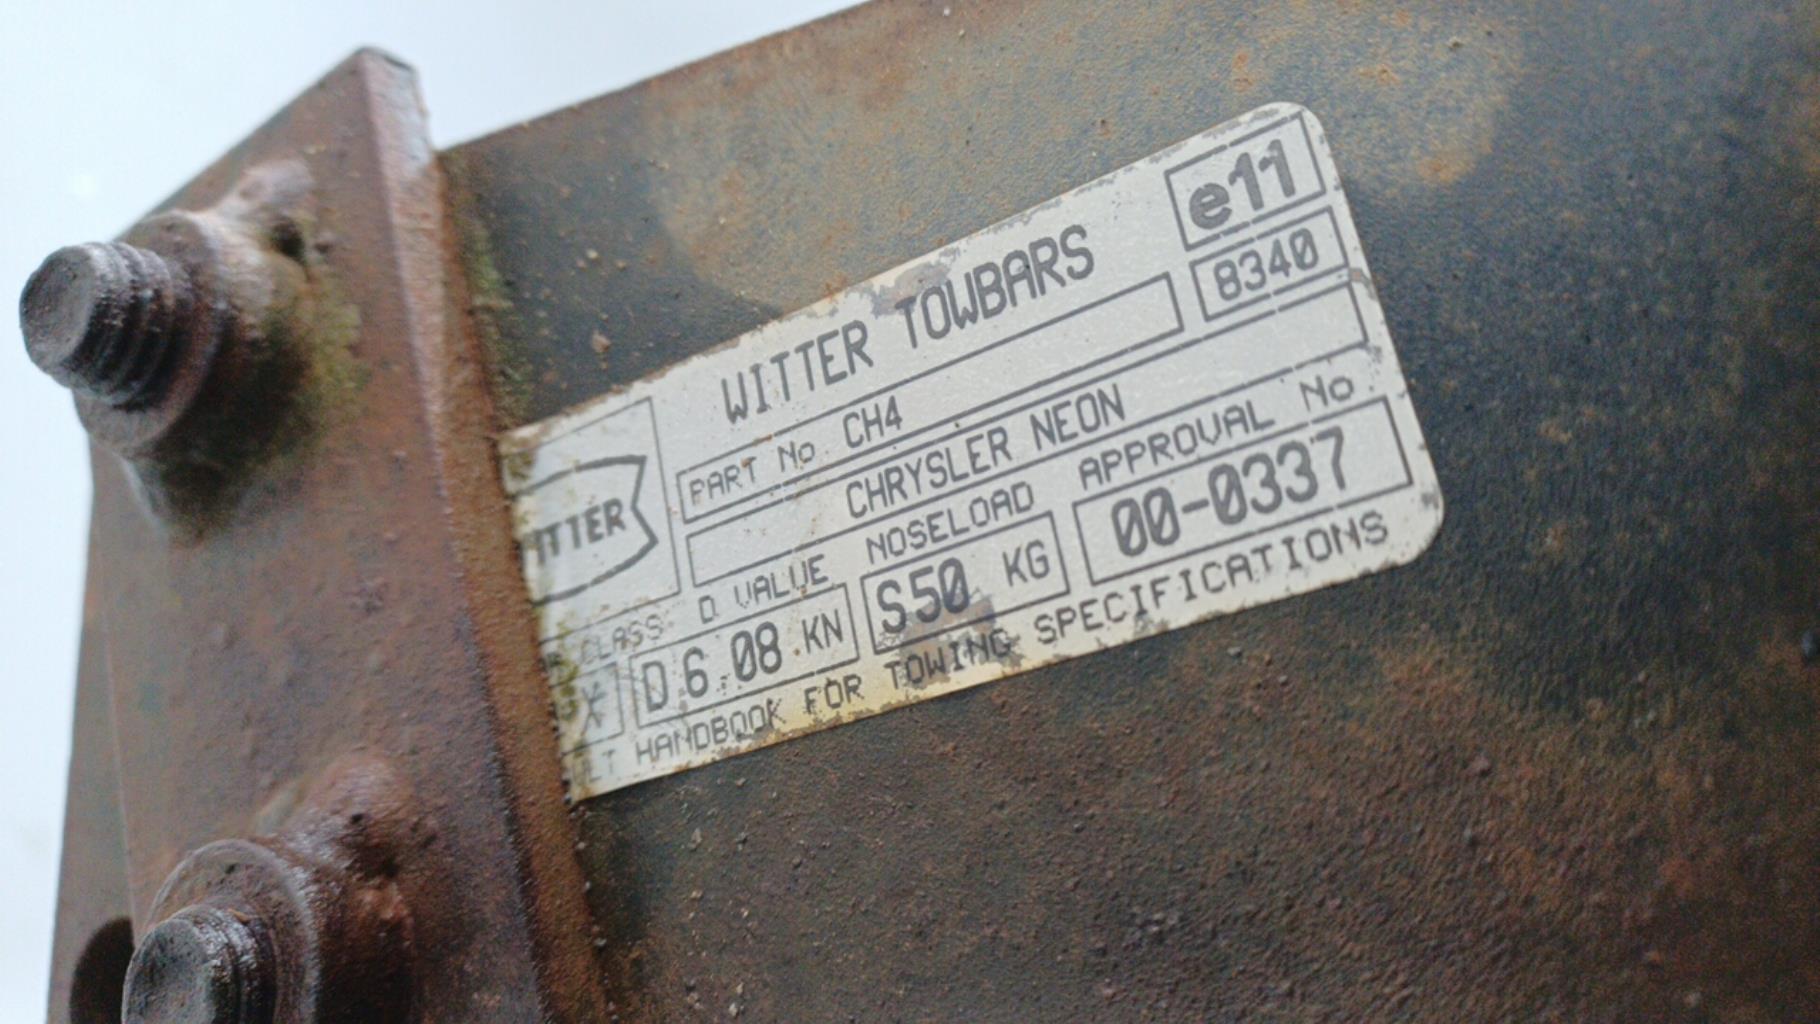 e11
WITTER TOWBARS
8340
PART No CH4
CHRYSLER NEON
CLASS D VALUE NOSELOAD APPROVAL No
D 6.08 KN S50 KG 00-0337
HANDBOOK FOR TOWING SPECIFICATIONS